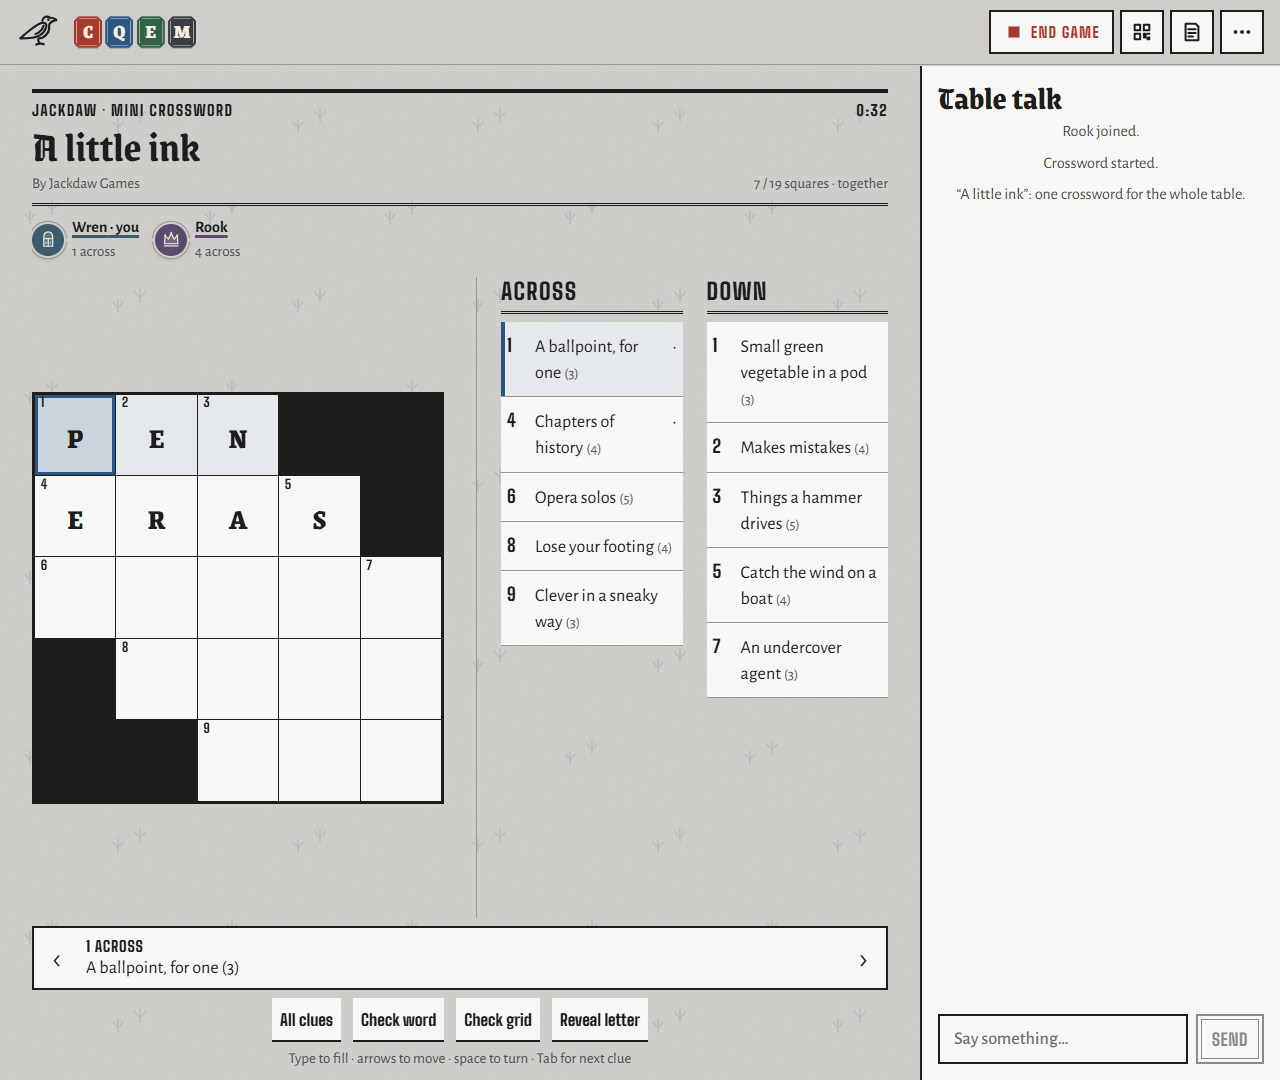 C Q E M
END GAME
JACKDAW · MINI CROSSWORD
0:32
A little ink
By Jackdaw Games
7 / 19 squares · together
Wren · you
1 across
Rook
4 across
1 P
2 E
3 N
4 E
R
A
5 S
6
7
8
9
ACROSS
1 A ballpoint, for one (3) ·
4 Chapters of history (4) ·
6 Opera solos (5)
8 Lose your footing (4)
9 Clever in a sneaky way (3)
DOWN
1 Small green vegetable in a pod (3)
2 Makes mistakes (4)
3 Things a hammer drives (5)
5 Catch the wind on a boat (4)
7 An undercover agent (3)
1 ACROSS
A ballpoint, for one (3)
All clues
Check word
Check grid
Reveal letter
Type to fill · arrows to move · space to turn · Tab for next clue
Table talk
Rook joined.
Crossword started.
“A little ink”: one crossword for the whole table.
Say something...
SEND